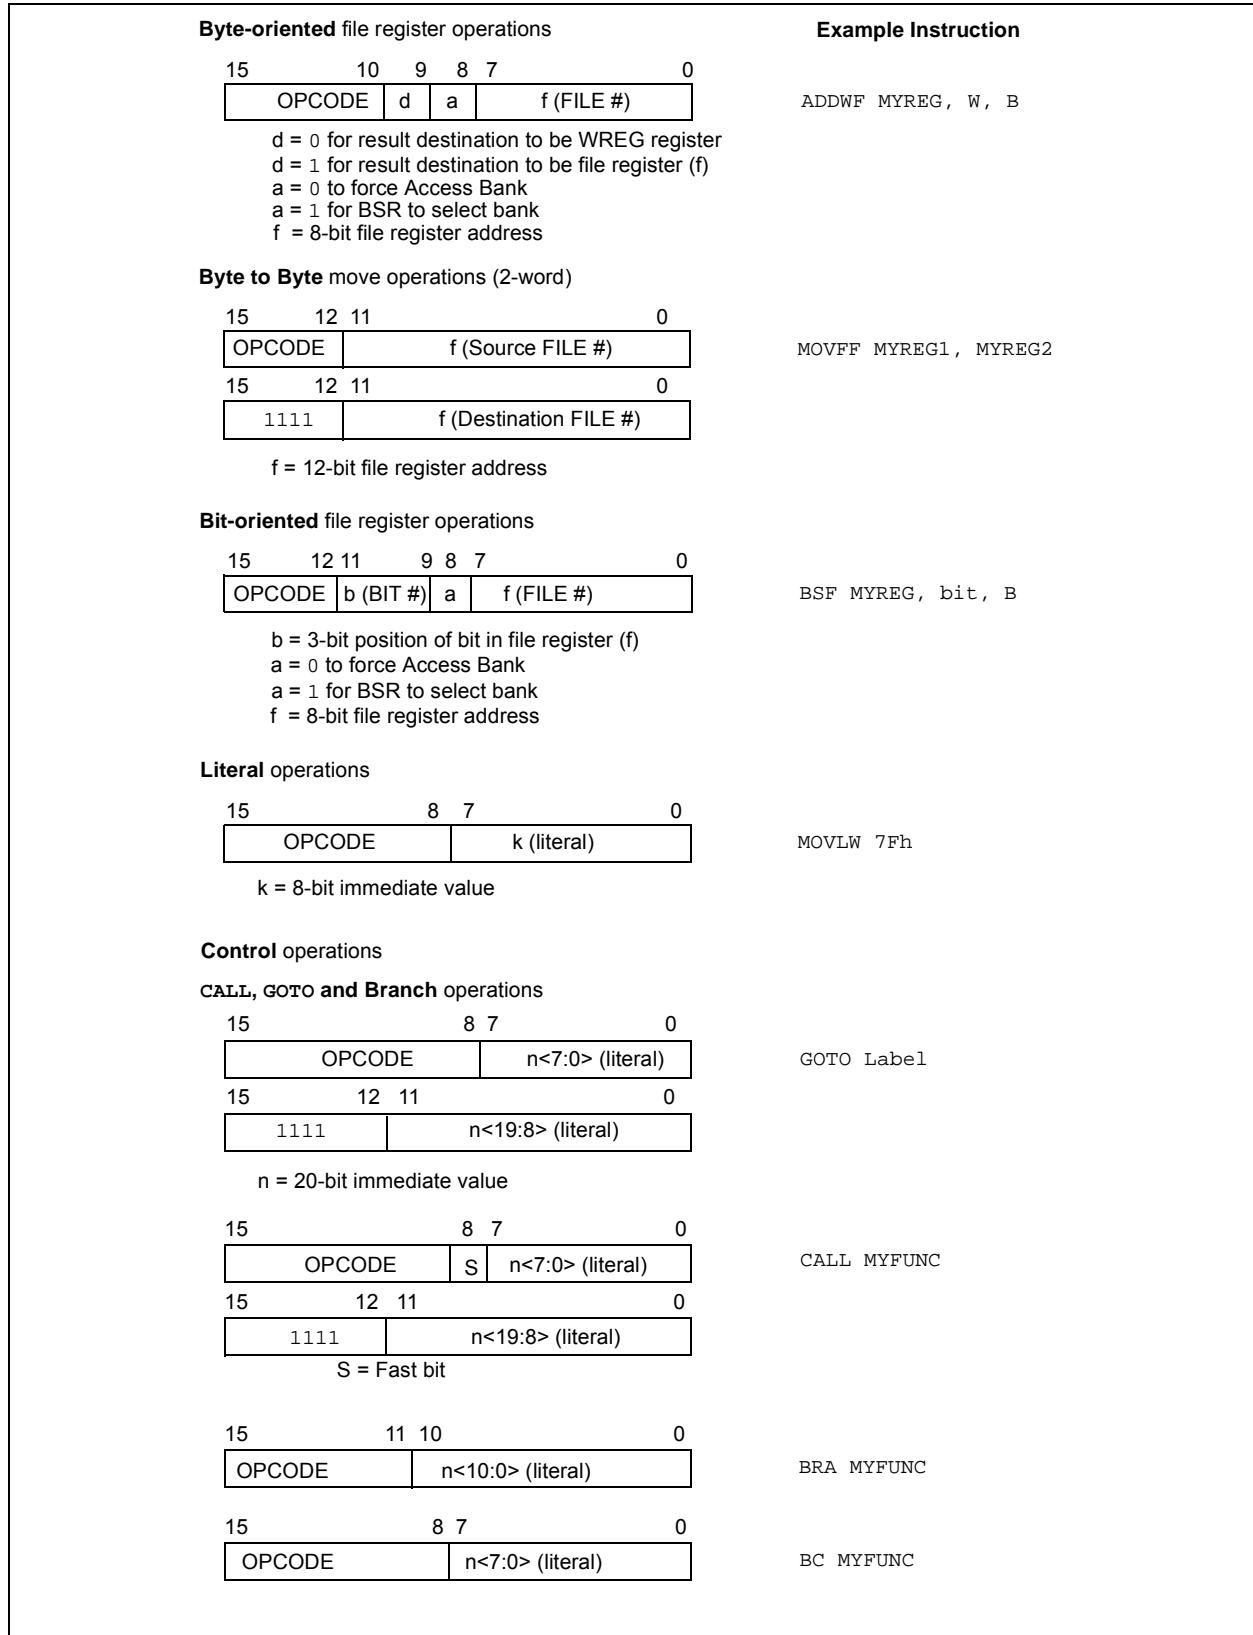 Byte-oriented file register operations Example Instruction
15 10 9 8 7 0
OPCODE d a f (FILE #) ADDWF MYREG, W, B
d = 0 for result destination to be WREG register
d = 1 for result destination to be file register (f)
a = 0 to force Access Bank
a = 1 for BSR to select bank
f = 8-bit file register address
Byte to Byte move operations (2-word)
15 12 11 0
OPCODE f (Source FILE #) MOVFF MYREG1, MYREG2
15 12 11 0
1111 f (Destination FILE #)
f = 12-bit file register address
Bit-oriented file register operations
15 12 11 9 8 7 0
OPCODE b (BIT #) a f (FILE #) BSF MYREG, bit, B
b = 3-bit position of bit in file register (f)
a = 0 to force Access Bank
a = 1 for BSR to select bank
f = 8-bit file register address
Literal operations
15 8 7 0
OPCODE k (literal) MOVLW 7Fh
k = 8-bit immediate value
Control operations
CALL, GOTO and Branch operations
15 8 7 0
OPCODE n<7:0> (literal) GOTO Label
15 12 11 0
1111 n<19:8> (literal)
n = 20-bit immediate value
15 8 7 0
OPCODE S n<7:0> (literal) CALL MYFUNC
15 12 11 0
1111 n<19:8> (literal)
S = Fast bit
15 11 10 0
OPCODE n<10:0> (literal) BRA MYFUNC
15 8 7 0
OPCODE n<7:0> (literal) BC MYFUNC